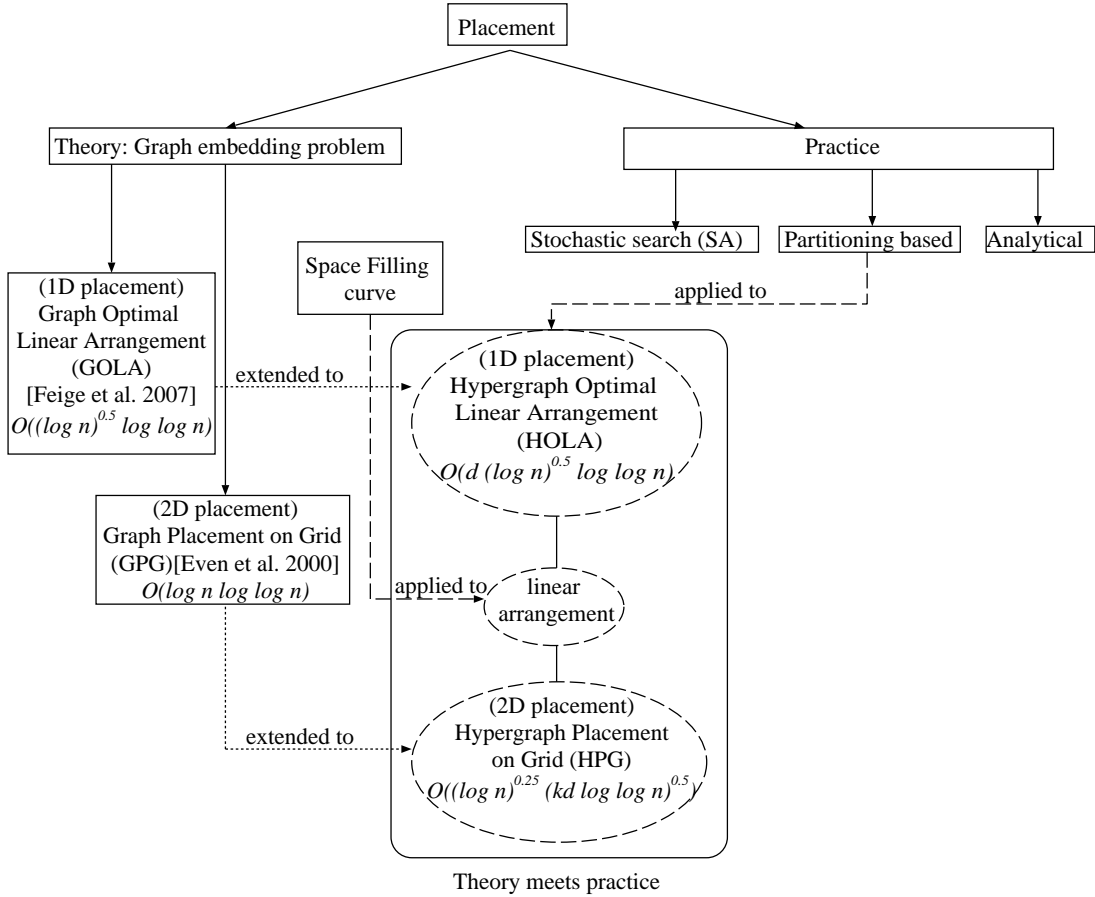 Placement
Theory: Graph embedding problem
Practice
Stochastic search (SA)
Partitioning based
Analytical
Space Filling
curve
applied to
(1D placement)
Graph Optimal
Linear Arrangement
(GOLA)
[Feige et al. 2007]
O((log n)^0.5 log log n)
extended to
(1D placement)
Hypergraph Optimal
Linear Arrangement
(HOLA)
O(d (log n)^0.5 log log n)
(2D placement)
Graph Placement on Grid
(GPG)[Even et al. 2000]
O(log n log log n)
applied to
linear
arrangement
extended to
(2D placement)
Hypergraph Placement
on Grid (HPG)
O((log n)^0.25 (kd log log n)^0.5)
Theory meets practice